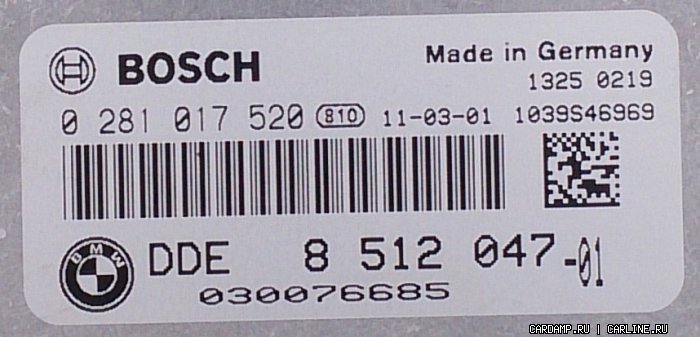 BOSCH
Made in Germany
1325 0219
0 281 017 520 810 11-03-01 1039S46969
BMW DDE 8 512 047-01
030076685
CARDAMP.RU | CARLINE.RU